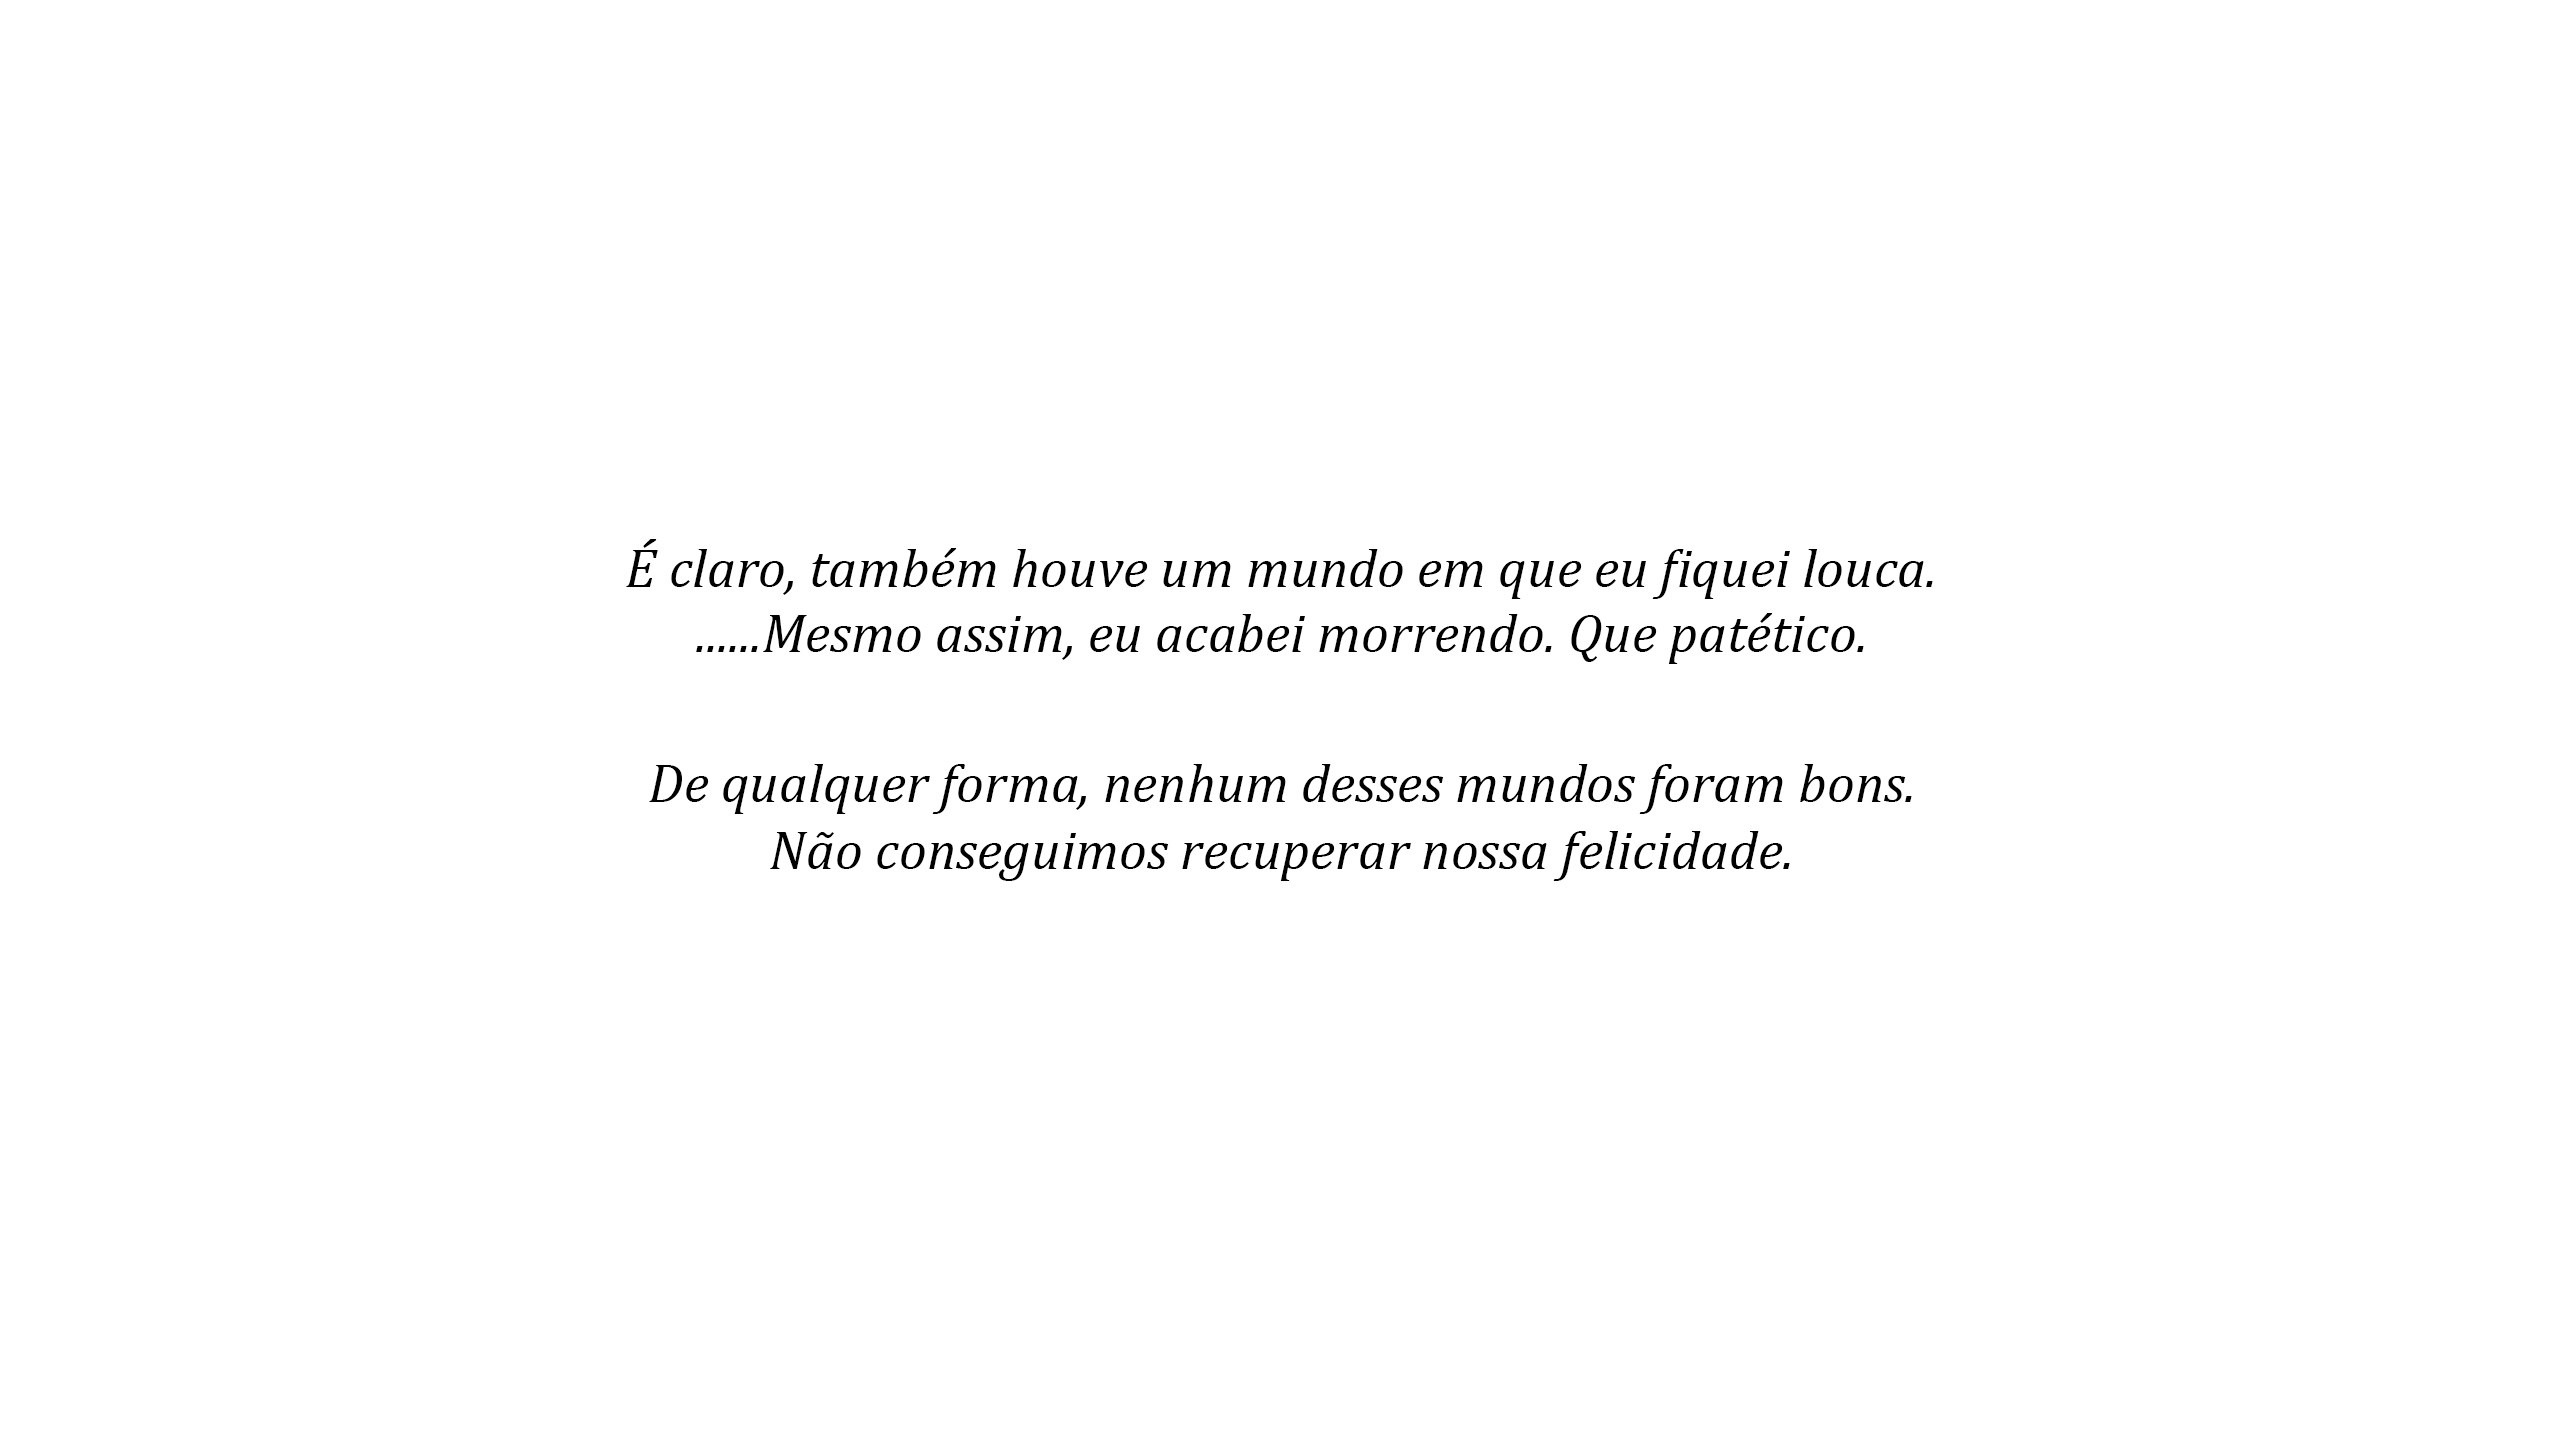 É claro, também houve um mundo em que eu fiquei louca.
......Mesmo assim, eu acabei morrendo. Que patético.
De qualquer forma, nenhum desses mundos foram bons.
Não conseguimos recuperar nossa felicidade.